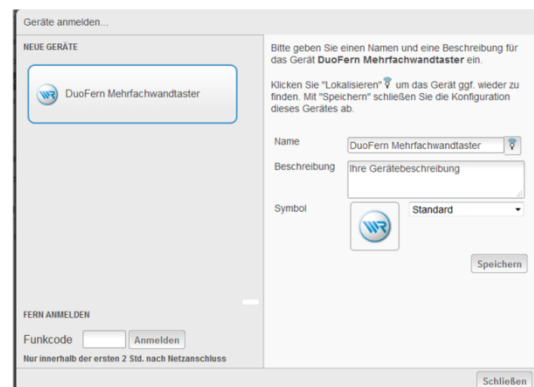 Geräte anmelden...
NEUE GERÄTE
WR DuoFern Mehrfachwandtaster
FERN ANMELDEN
Funkcode Anmelden
Nur innerhalb der ersten 2 Std. nach Netzanschluss
Bitte geben Sie einen Namen und eine Beschreibung für
das Gerät DuoFern Mehrfachwandtaster ein.
Klicken Sie "Lokalisieren" um das Gerät ggf. wieder zu
finden. Mit "Speichern" schließen Sie die Konfiguration
dieses Gerätes ab.
Name DuoFern Mehrfachwandtaster
Beschreibung Ihre Gerätebeschreibung
Symbol WR Standard
Speichern
Schließen